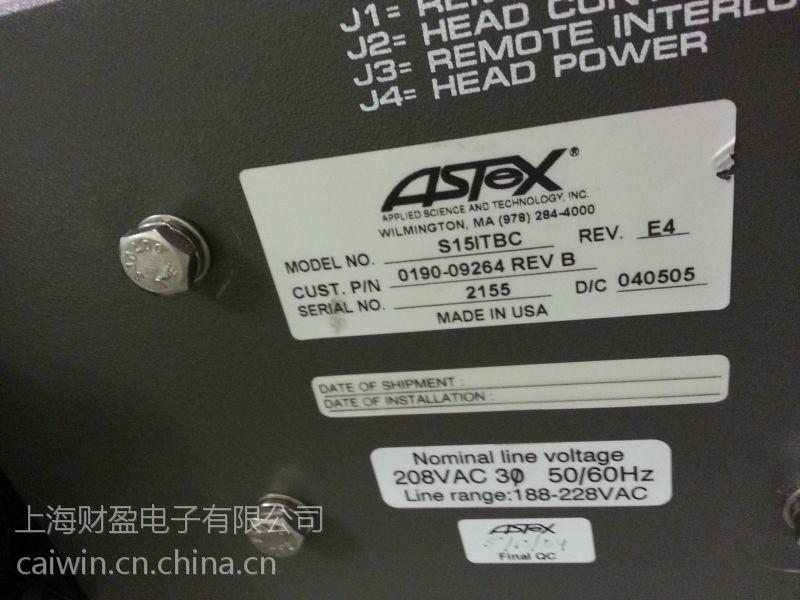 J1= REM
J2= HEAD CONT
J3= REMOTE INTERLO
J4= HEAD POWER
ASTeX®
APPLIED SCIENCE AND TECHNOLOGY, INC.
WILMINGTON, MA (978) 284-4000
MODEL NO. S15ITBC REV. E4
CUST. P/N 0190-09264 REV B
SERIAL NO. 2155 D/C 040505
MADE IN USA
DATE OF SHIPMENT :
DATE OF INSTALLATION :
Nominal line voltage
208VAC 3φ 50/60Hz
Line range:188-228VAC
ASTeX
Final QC
上海财盈电子有限公司
caiwin.cn.china.cn